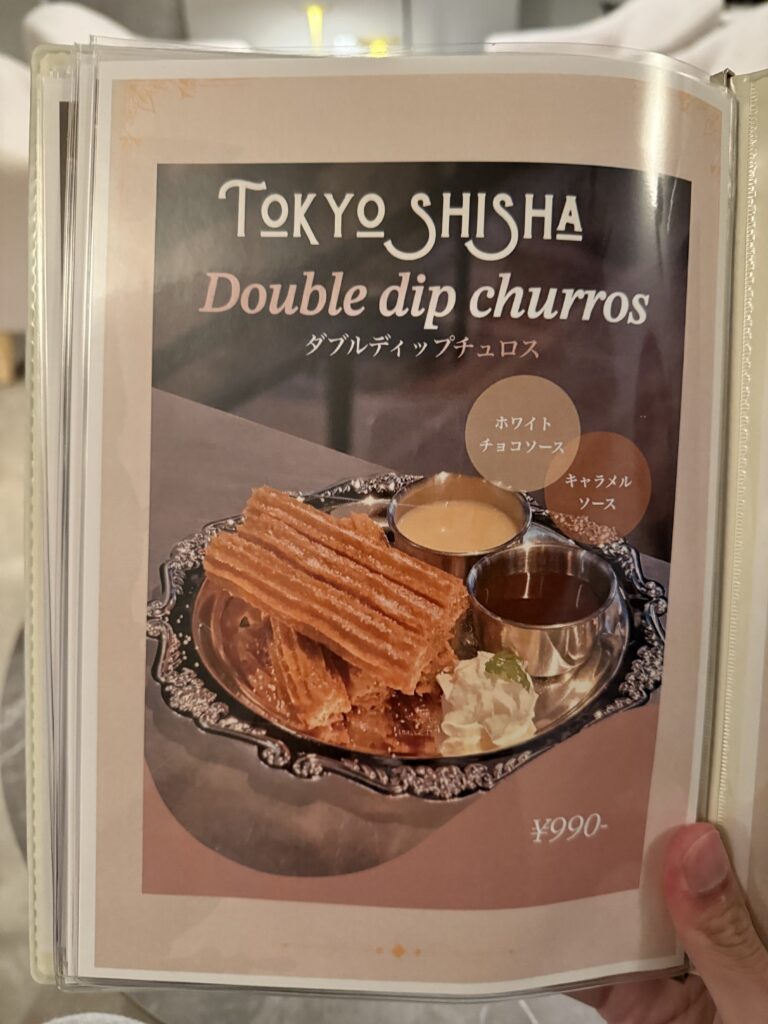 TOKYO SHISHA
Double dip churros
ダブルディップチュロス
ホワイト
チョコソース
キャラメル
ソース
¥990-